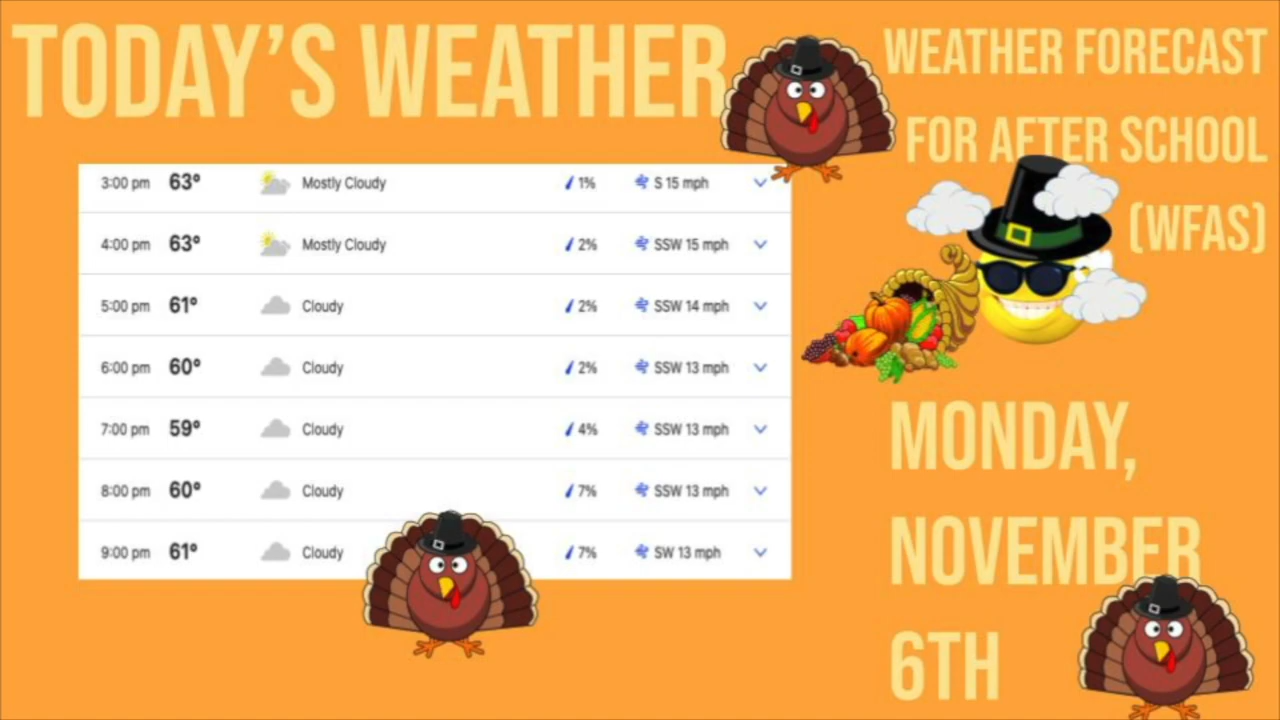 TODAY'S WEATHER
WEATHER FORECAST
FOR AFTER SCHOOL
(WFAS)
3:00 pm 63° Mostly Cloudy 1% S 15 mph
4:00 pm 63° Mostly Cloudy 2% SSW 15 mph
5:00 pm 61° Cloudy 2% SSW 14 mph
6:00 pm 60° Cloudy 2% SSW 13 mph
7:00 pm 59° Cloudy 4% SSW 13 mph
8:00 pm 60° Cloudy 7% SSW 13 mph
9:00 pm 61° Cloudy 7% SW 13 mph
MONDAY,
NOVEMBER
6TH